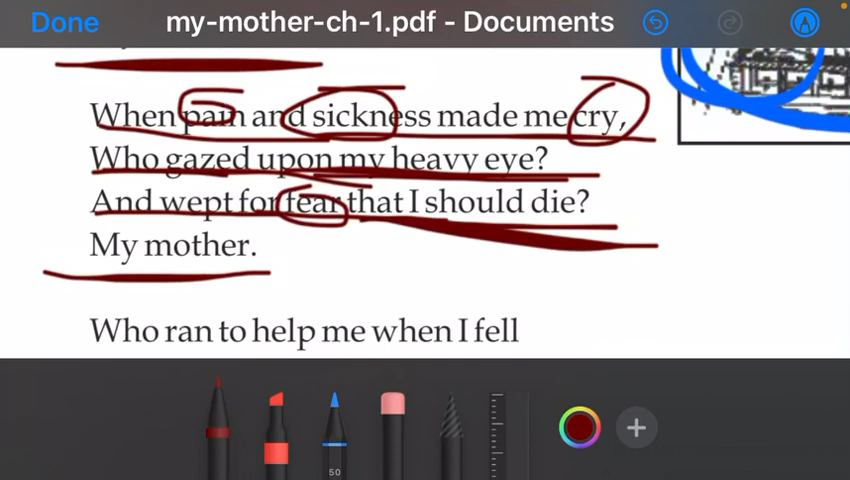 Done my-mother-ch-1.pdf - Documents
When pain and sickness made me cry,
Who gazed upon my heavy eye?
And wept for fear that I should die?
My mother.
Who ran to help me when I fell
50